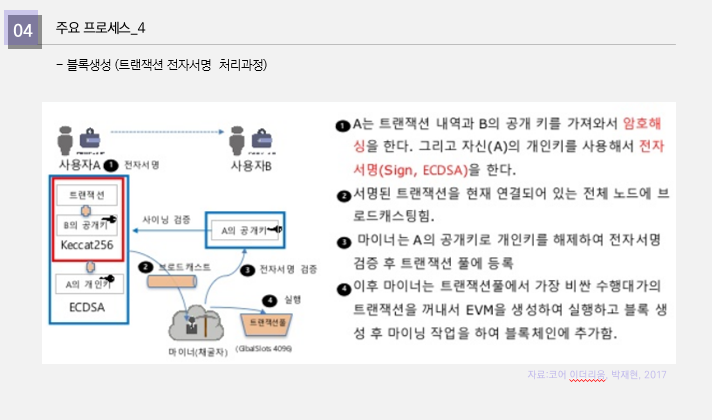 04
주요 프로세스_4
- 블록생성 (트랜잭션 전자서명 처리과정)
사용자A
1 전자서명
사용자B
트랜잭션
B의 공개키
Keccat256
A의 개인키
ECDSA
사이닝 검증
A의 공개키
2 브로드캐스트
3 전자서명 검증
4 실행
트랜잭션풀
마이너(채굴자)
(GlbalSlots 4096)
1 A는 트랜잭션 내역과 B의 공개 키를 가져와서 암호해
싱을 한다. 그리고 자신(A)의 개인키를 사용해서 전자
서명(Sign, ECDSA)을 한다.
2 서명된 트랜잭션을 현재 연결되어 있는 전체 노드에 브
로드캐스팅힘.
3 마이너는 A의 공개키로 개인키를 해제하여 전자서명
검증 후 트랜잭션 풀에 등록
4 이후 마이너는 트랜잭션풀에서 가장 비싼 수행대가의
트랜잭션을 꺼내서 EVM을 생성하여 실행하고 블록 생
성 후 마이닝 작업을 하여 블록체인에 추가함.
자료:코어 이더리움, 박재현, 2017